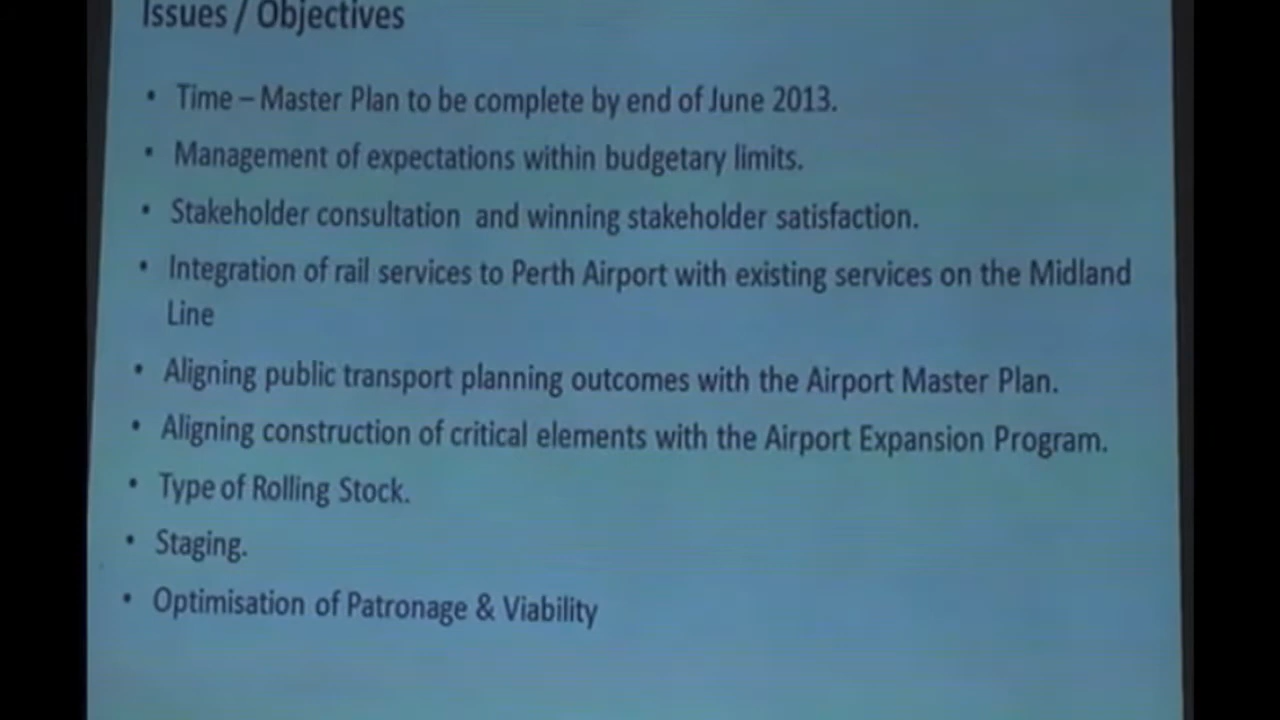 Issues / Objectives
• Time – Master Plan to be complete by end of June 2013.
• Management of expectations within budgetary limits.
• Stakeholder consultation and winning stakeholder satisfaction.
• Integration of rail services to Perth Airport with existing services on the Midland
Line
• Aligning public transport planning outcomes with the Airport Master Plan.
• Aligning construction of critical elements with the Airport Expansion Program.
• Type of Rolling Stock.
• Staging.
• Optimisation of Patronage & Viability